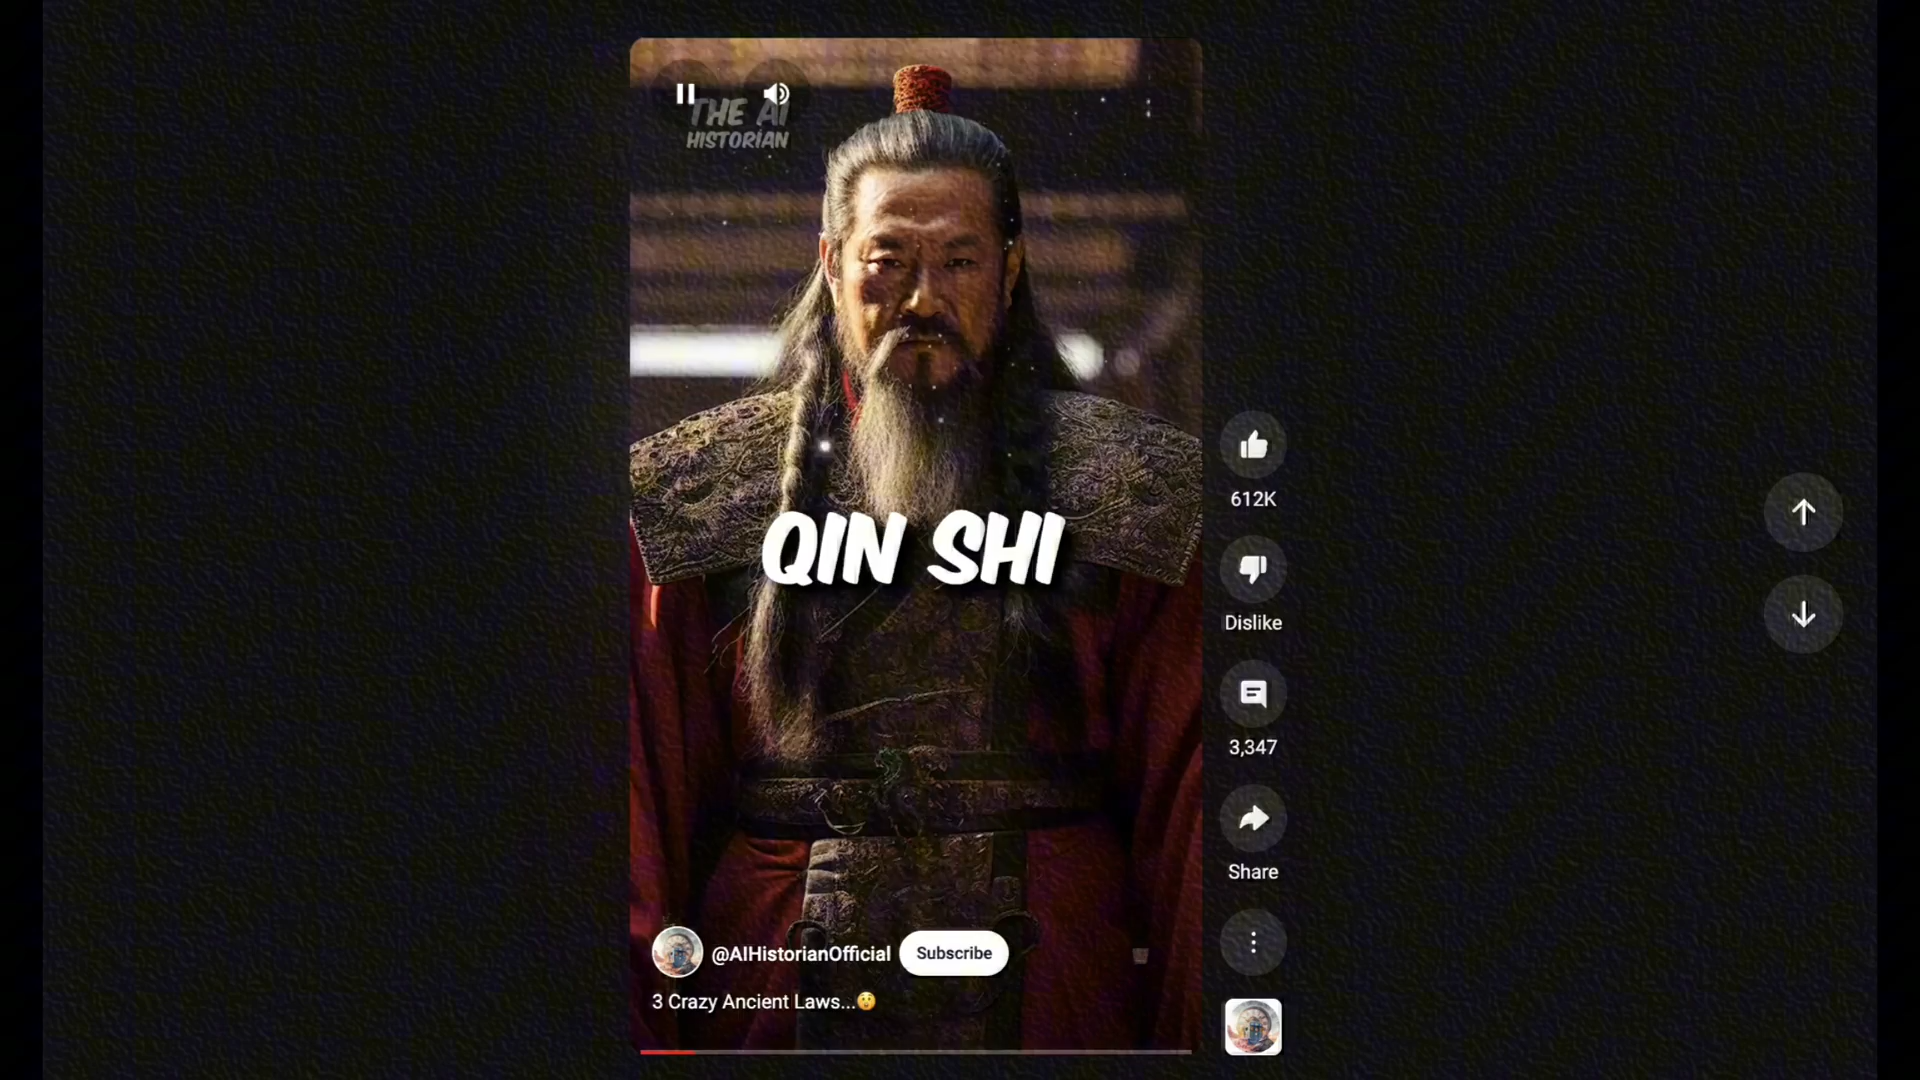 THE AI
HISTORIAN
QIN SHI
612K
Dislike
3,347
Share
@AIHistorianOfficial
Subscribe
3 Crazy Ancient Laws...😲